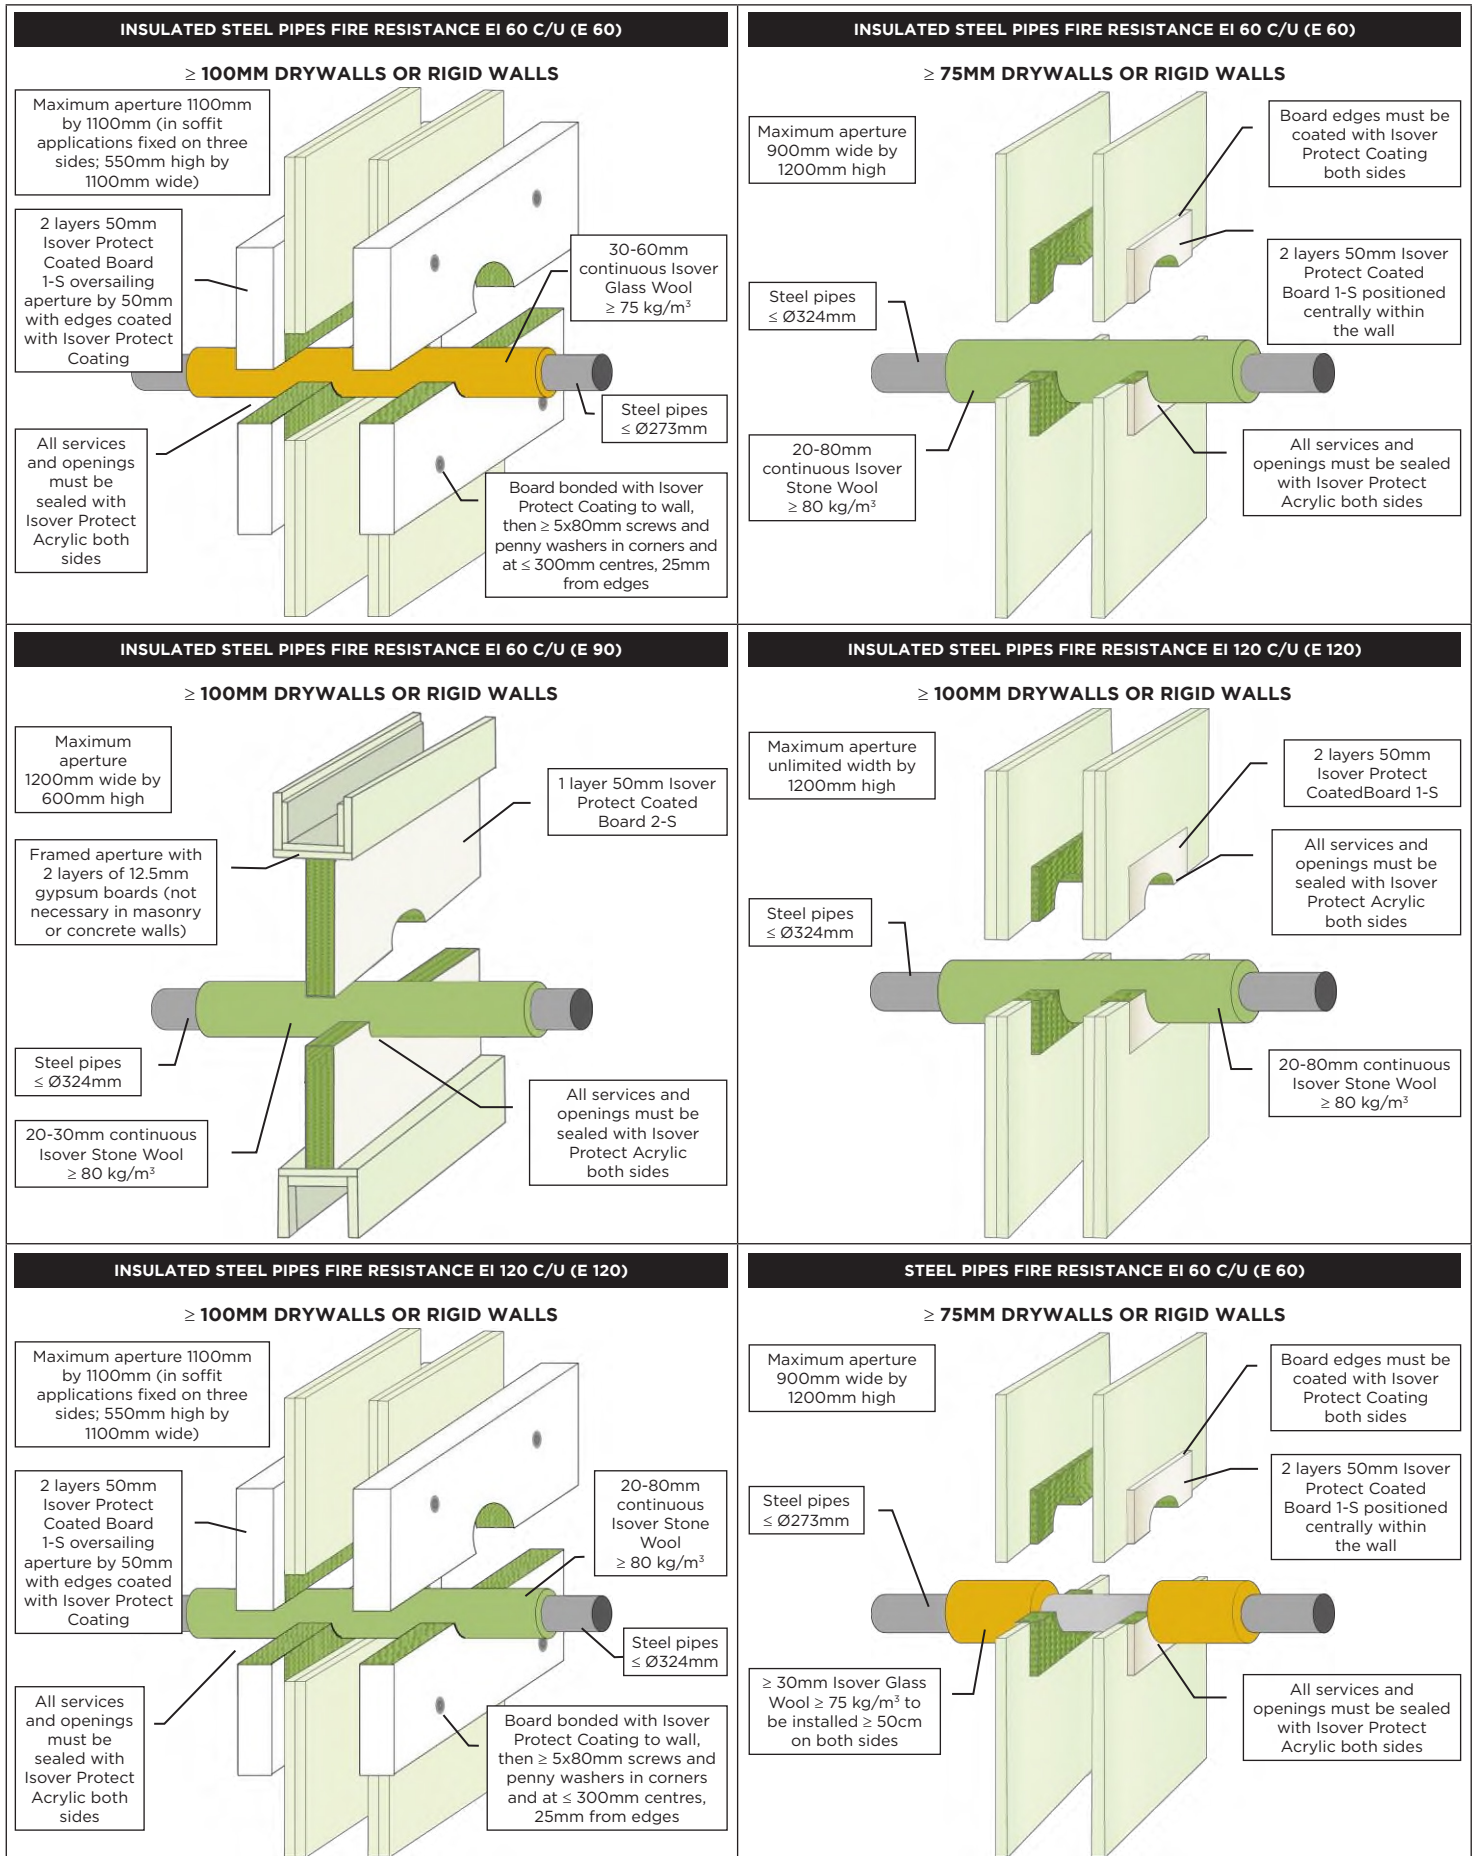 INSULATED STEEL PIPES FIRE RESISTANCE EI 60 C/U (E 60)
≥ 100MM DRYWALLS OR RIGID WALLS
Maximum aperture 1100mm
by 1100mm (in soffit
applications fixed on three
sides; 550mm high by
1100mm wide)
2 layers 50mm
Isover Protect
Coated Board
1-S oversailing
aperture by 50mm
with edges coated
with Isover Protect
Coating
30-60mm
continuous Isover
Glass Wool
≥ 75 kg/m³
Steel pipes
≤ Ø273mm
All services
and openings
must be
sealed with
Isover Protect
Acrylic both
sides
Board bonded with Isover
Protect Coating to wall,
then ≥ 5x80mm screws and
penny washers in corners and
at ≤ 300mm centres, 25mm
from edges
INSULATED STEEL PIPES FIRE RESISTANCE EI 60 C/U (E 60)
≥ 75MM DRYWALLS OR RIGID WALLS
Maximum aperture
900mm wide by
1200mm high
Board edges must be
coated with Isover
Protect Coating
both sides
2 layers 50mm Isover
Protect Coated
Board 1-S positioned
centrally within
the wall
Steel pipes
≤ Ø324mm
20-80mm
continuous Isover
Stone Wool
≥ 80 kg/m³
All services and
openings must be sealed
with Isover Protect
Acrylic both sides
INSULATED STEEL PIPES FIRE RESISTANCE EI 60 C/U (E 90)
≥ 100MM DRYWALLS OR RIGID WALLS
Maximum
aperture
1200mm wide by
600mm high
1 layer 50mm Isover
Protect Coated
Board 2-S
Framed aperture with
2 layers of 12.5mm
gypsum boards (not
necessary in masonry
or concrete walls)
Steel pipes
≤ Ø324mm
20-30mm continuous
Isover Stone Wool
≥ 80 kg/m³
All services and
openings must be
sealed with Isover
Protect Acrylic
both sides
INSULATED STEEL PIPES FIRE RESISTANCE EI 120 C/U (E 120)
≥ 100MM DRYWALLS OR RIGID WALLS
Maximum aperture
unlimited width by
1200mm high
2 layers 50mm
Isover Protect
CoatedBoard 1-S
All services and
openings must be
sealed with Isover
Protect Acrylic
both sides
Steel pipes
≤ Ø324mm
20-80mm continuous
Isover Stone Wool
≥ 80 kg/m³
INSULATED STEEL PIPES FIRE RESISTANCE EI 120 C/U (E 120)
≥ 100MM DRYWALLS OR RIGID WALLS
Maximum aperture 1100mm
by 1100mm (in soffit
applications fixed on three
sides; 550mm high by
1100mm wide)
2 layers 50mm
Isover Protect
Coated Board
1-S oversailing
aperture by 50mm
with edges coated
with Isover Protect
Coating
20-80mm
continuous
Isover Stone
Wool
≥ 80 kg/m³
Steel pipes
≤ Ø324mm
All services
and openings
must be
sealed with
Isover Protect
Acrylic both
sides
Board bonded with Isover
Protect Coating to wall,
then ≥ 5x80mm screws and
penny washers in corners
and at ≤ 300mm centres,
25mm from edges
STEEL PIPES FIRE RESISTANCE EI 60 C/U (E 60)
≥ 75MM DRYWALLS OR RIGID WALLS
Maximum aperture
900mm wide by
1200mm high
Board edges must be
coated with Isover
Protect Coating
both sides
2 layers 50mm Isover
Protect Coated
Board 1-S positioned
centrally within
the wall
Steel pipes
≤ Ø273mm
≥ 30mm Isover Glass
Wool ≥ 75 kg/m³ to
be installed ≥ 50cm
on both sides
All services and
openings must be sealed
with Isover Protect
Acrylic both sides